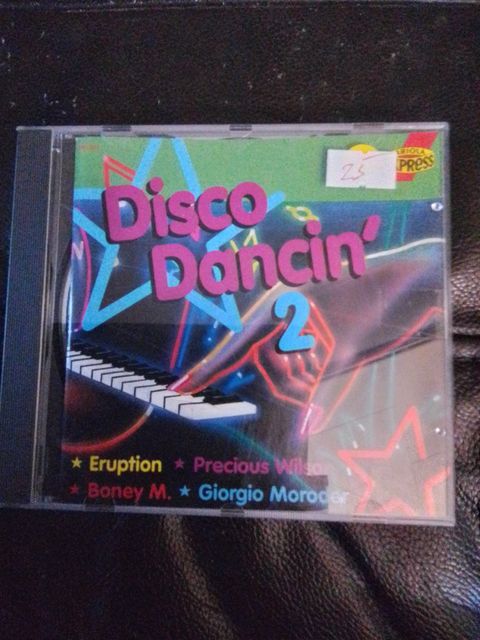 25
ARIOLA
EXPRESS
Disco
Dancin'
2
★ Eruption ★ Precious Wilson
★ Boney M. ★ Giorgio Moroder